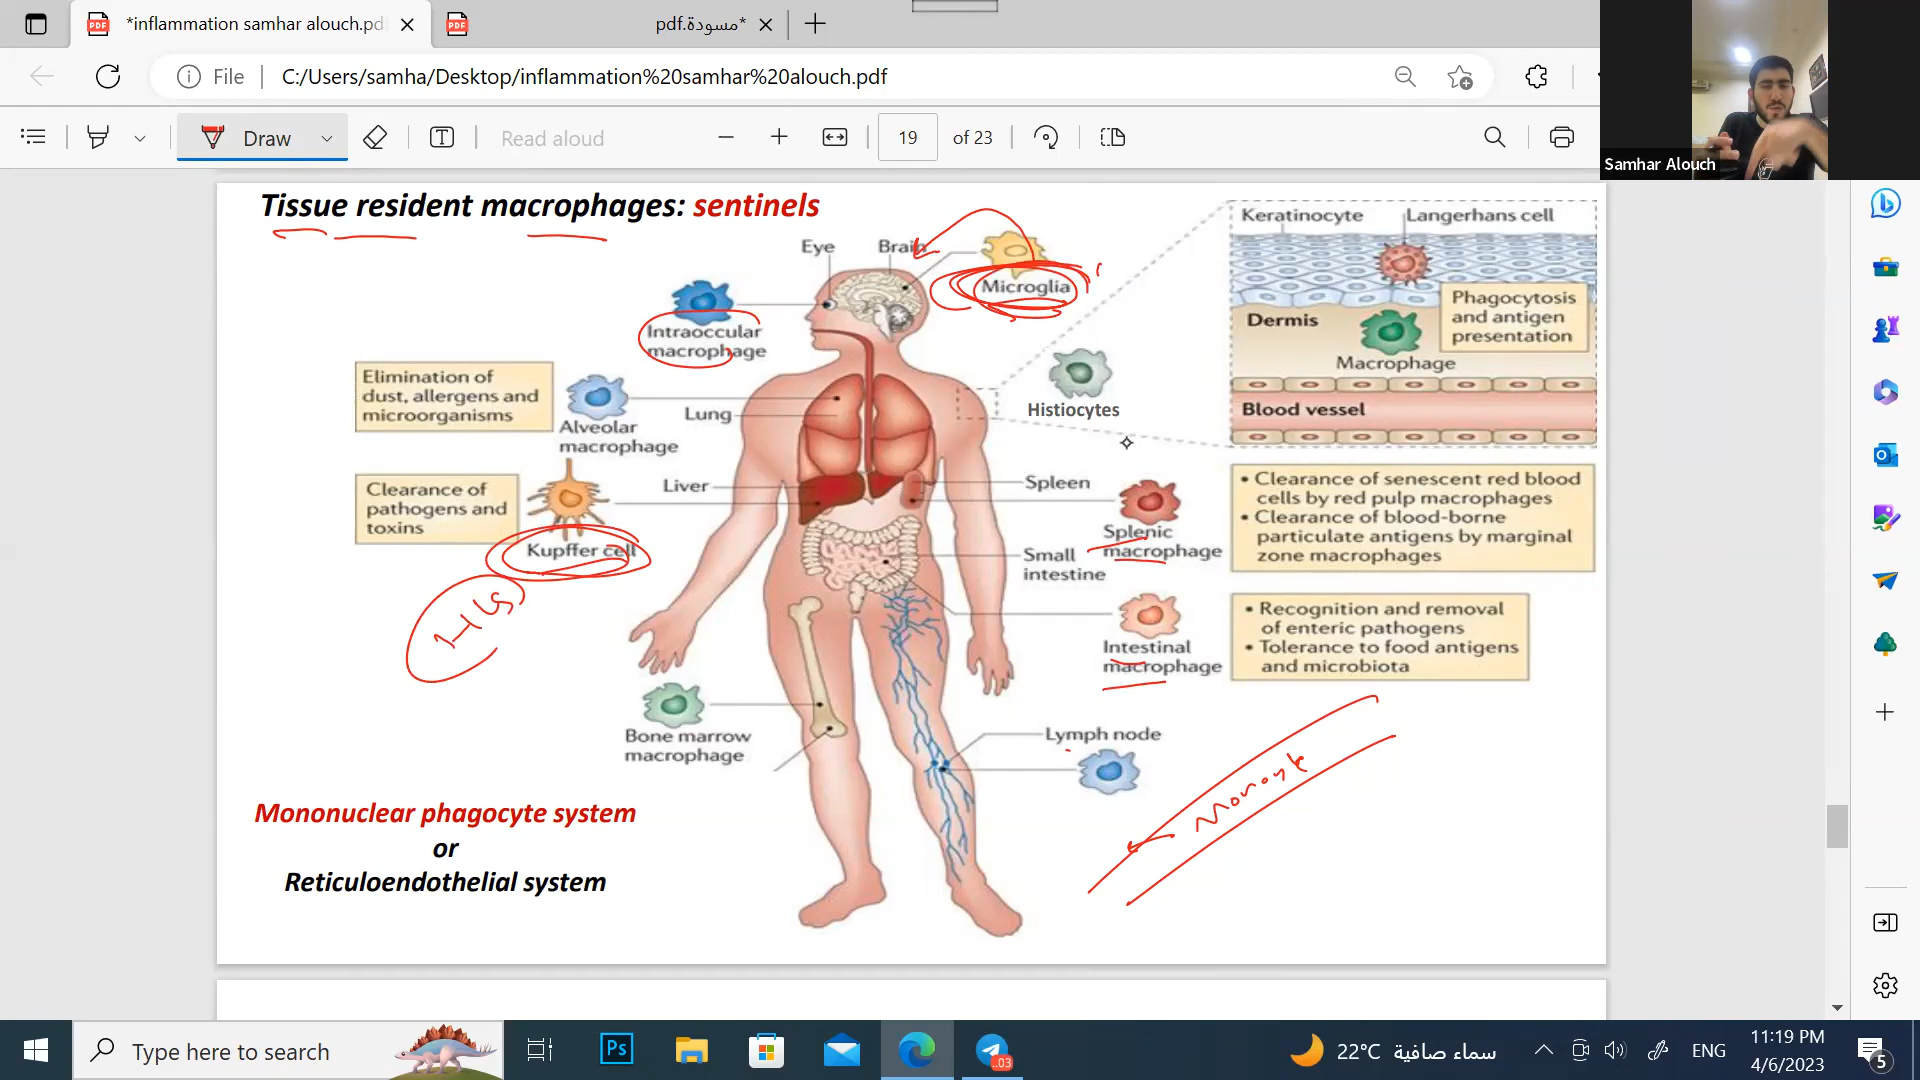 *inflammation samhar alouch.pd
*مسودة.pdf
File
C:/Users/samha/Desktop/inflammation%20samhar%20alouch.pdf
Draw
Read aloud
19
of 23
Samhar Alouch
Tissue resident macrophages: sentinels
Eye
Brain
Microglia
Intraoccular
macrophage
Keratinocyte
Langerhans cell
Phagocytosis
and antigen
presentation
Dermis
Macrophage
Blood vessel
Elimination of
dust, allergens and
microorganisms
Alveolar
macrophage
Lung
Histiocytes
Clearance of
pathogens and
toxins
Kupffer cell
Liver
Spleen
Splenic
macrophage
• Clearance of senescent red blood
cells by red pulp macrophages
• Clearance of blood-borne
particulate antigens by marginal
zone macrophages
Small
intestine
Intestinal
macrophage
• Recognition and removal
of enteric pathogens
• Tolerance to food antigens
and microbiota
Bone marrow
macrophage
Lymph node
Mononuclear phagocyte system
or
Reticuloendothelial system
Type here to search
Ps
.03
22°C
سماء صافية
ENG
11:19 PM
4/6/2023
5